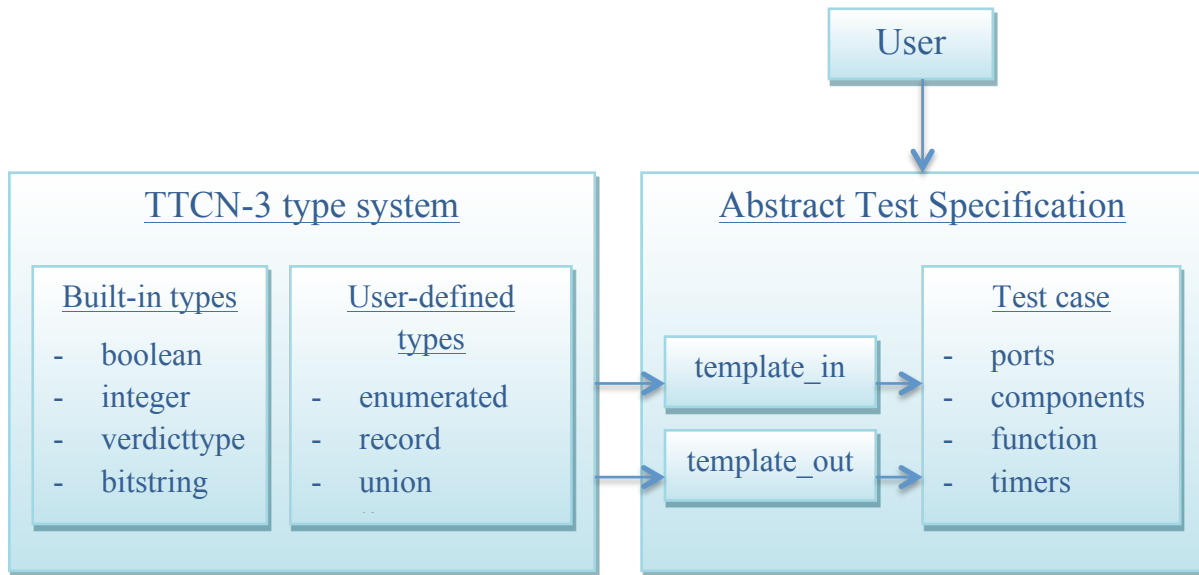 User
TTCN-3 type system
Built-in types
- boolean
- integer
- verdicttype
- bitstring
User-defined
types
- enumerated
- record
- union
Abstract Test Specification
template_in
template_out
Test case
- ports
- components
- function
- timers